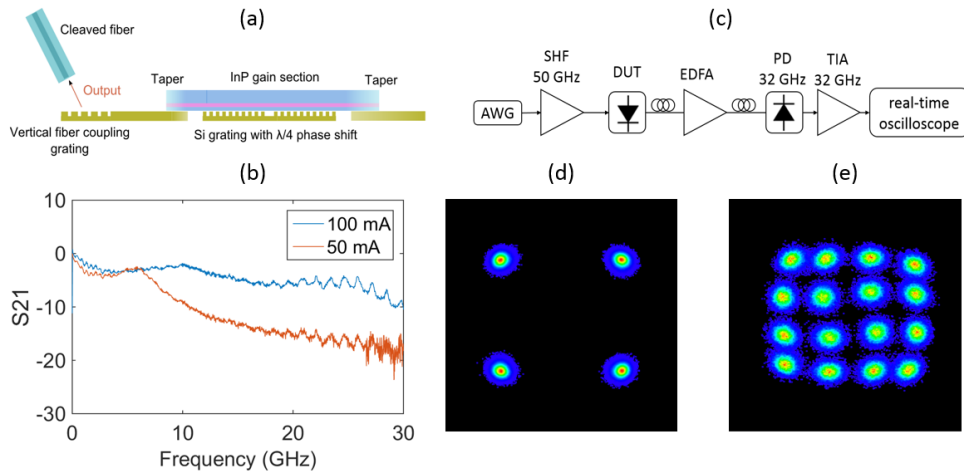 (a)
Cleaved fiber
Output
Taper
InP gain section
Taper
Vertical fiber coupling
grating
Si grating with λ/4 phase shift
(c)
AWG
SHF
50 GHz
DUT
EDFA
PD
32 GHz
TIA
32 GHz
real-time
oscilloscope
(b)
S21
10
0
-10
-20
-30
0
10
20
30
Frequency (GHz)
100 mA
50 mA
(d)
(e)